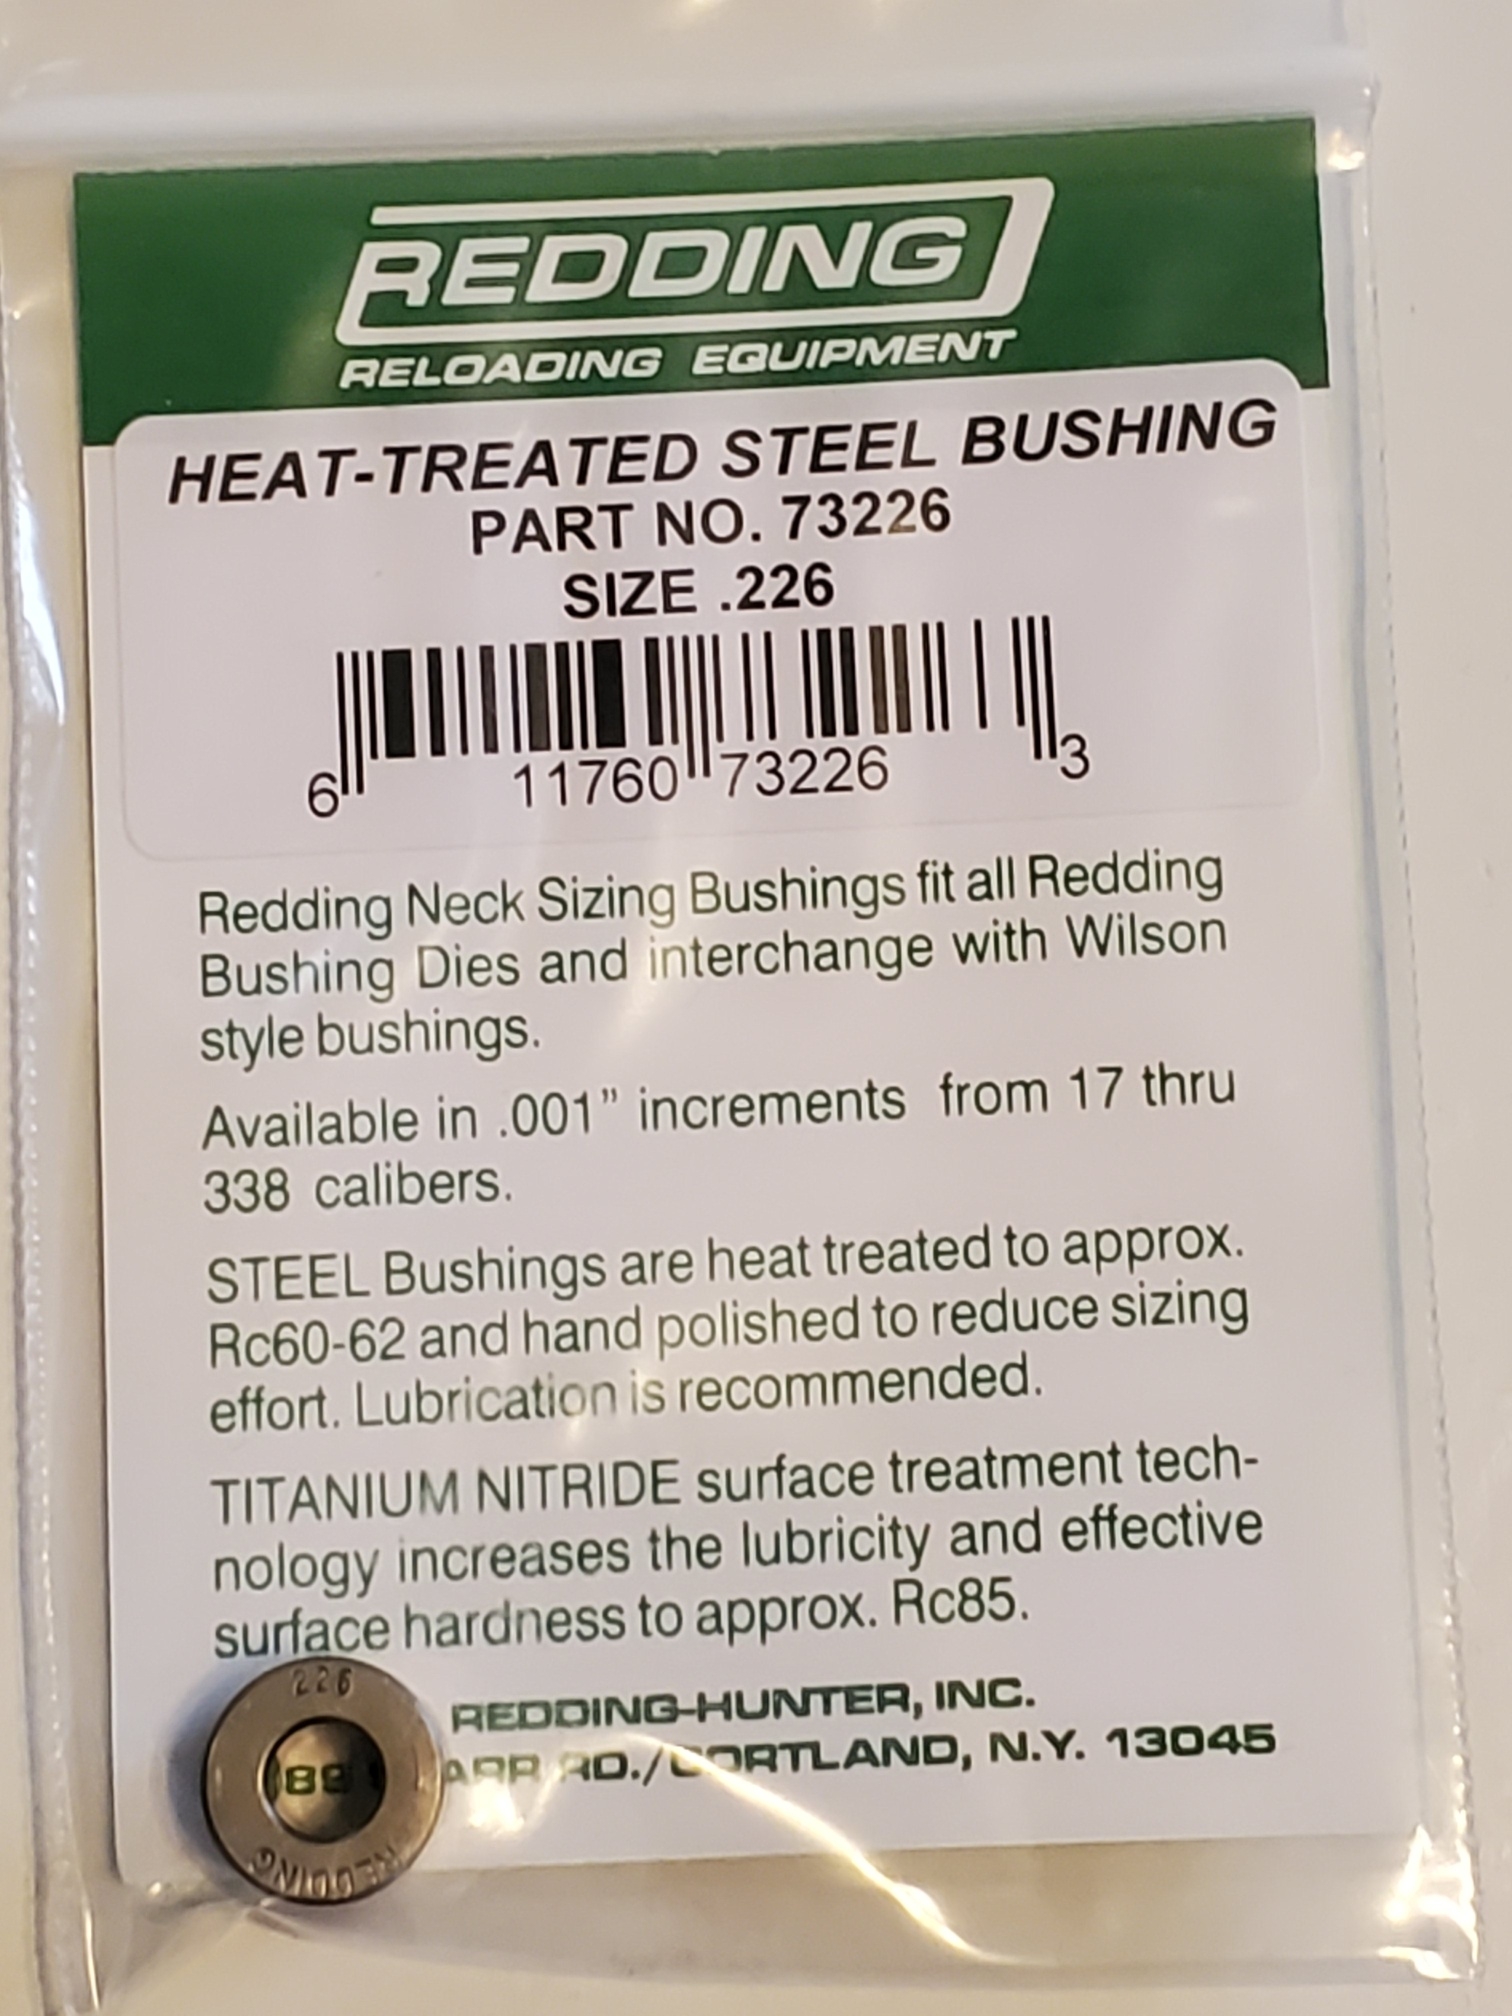 REDDING
RELOADING EQUIPMENT
HEAT-TREATED STEEL BUSHING
PART NO. 73226
SIZE .226
6 11760 73226 3
Redding Neck Sizing Bushings fit all Redding
Bushing Dies and interchange with Wilson
style bushings.
Available in .001” increments from 17 thru
338 calibers.
STEEL Bushings are heat treated to approx.
Rc60-62 and hand polished to reduce sizing
effort. Lubrication is recommended.
TITANIUM NITRIDE surface treatment tech-
nology increases the lubricity and effective
surface hardness to approx. Rc85.
226
REDDING
REDDING-HUNTER, INC.
RD./CORTLAND, N.Y. 13045